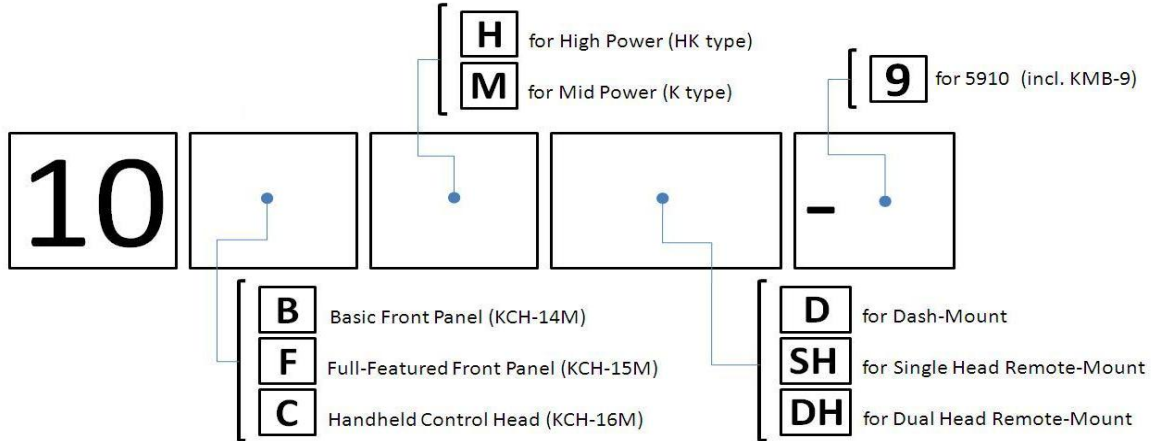 H for High Power (HK type)
M for Mid Power (K type)
9 for 5910 (incl. KMB-9)
10 -
B Basic Front Panel (KCH-14M)
F Full-Featured Front Panel (KCH-15M)
C Handheld Control Head (KCH-16M)
D for Dash-Mount
SH for Single Head Remote-Mount
DH for Dual Head Remote-Mount